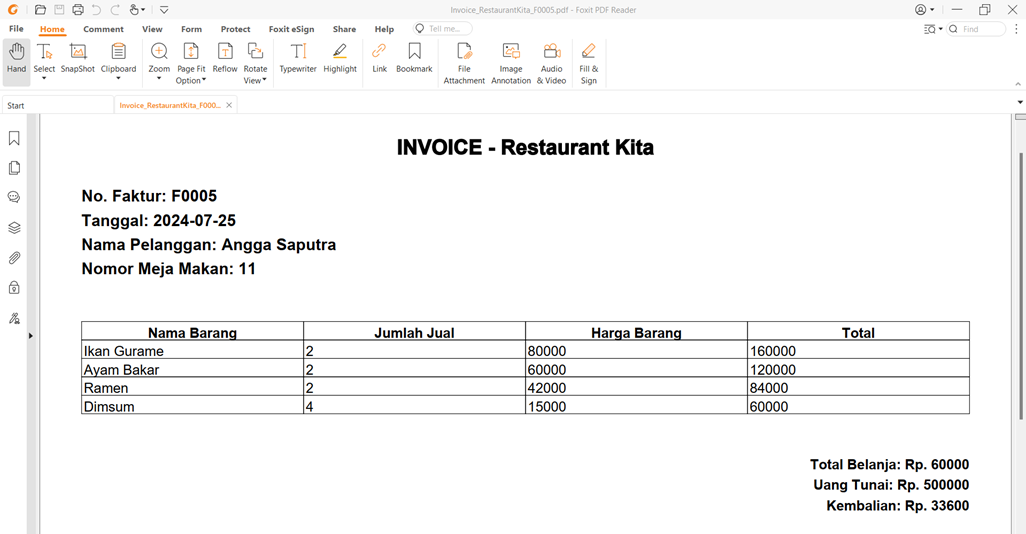 Invoice_RestaurantKita_F0005.pdf - Foxit PDF Reader
File Home Comment View Form Protect Foxit eSign Share Help Tell me... Find
Hand Select SnapShot Clipboard Zoom Page Fit Option Reflow Rotate View Typewriter Highlight Link Bookmark File Attachment Image Annotation Audio & Video Fill & Sign
Start Invoice_RestaurantKita_F000...
INVOICE - Restaurant Kita
No. Faktur: F0005
Tanggal: 2024-07-25
Nama Pelanggan: Angga Saputra
Nomor Meja Makan: 11
Nama Barang Jumlah Jual Harga Barang Total
Ikan Gurame 2 80000 160000
Ayam Bakar 2 60000 120000
Ramen 2 42000 84000
Dimsum 4 15000 60000
Total Belanja: Rp. 60000
Uang Tunai: Rp. 500000
Kembalian: Rp. 33600